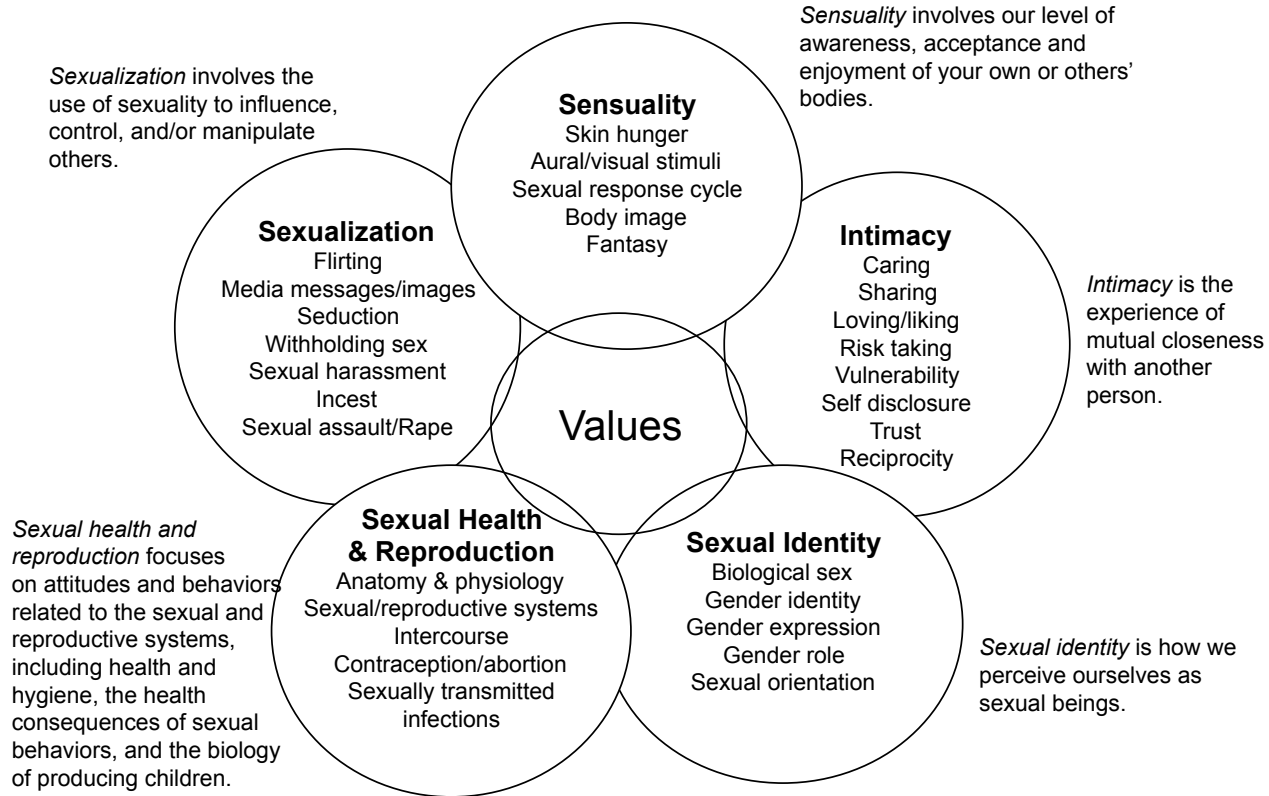 Sensuality involves our level of
awareness, acceptance and
enjoyment of your own or others’
bodies.
Sexualization involves the
use of sexuality to influence,
control, and/or manipulate
others.
Sensuality
Skin hunger
Aural/visual stimuli
Sexual response cycle
Body image
Fantasy
Sexualization
Flirting
Media messages/images
Seduction
Withholding sex
Sexual harassment
Incest
Sexual assault/Rape
Intimacy
Caring
Sharing
Loving/liking
Risk taking
Vulnerability
Self disclosure
Trust
Reciprocity
Intimacy is the
experience of
mutual closeness
with another
person.
Values
Sexual health and
reproduction focuses
on attitudes and behaviors
related to the sexual and
reproductive systems,
including health and
hygiene, the health
consequences of sexual
behaviors, and the biology
of producing children.
Sexual Health
& Reproduction
Anatomy & physiology
Sexual/reproductive systems
Intercourse
Contraception/abortion
Sexually transmitted
infections
Sexual Identity
Biological sex
Gender identity
Gender expression
Gender role
Sexual orientation
Sexual identity is how we
perceive ourselves as
sexual beings.